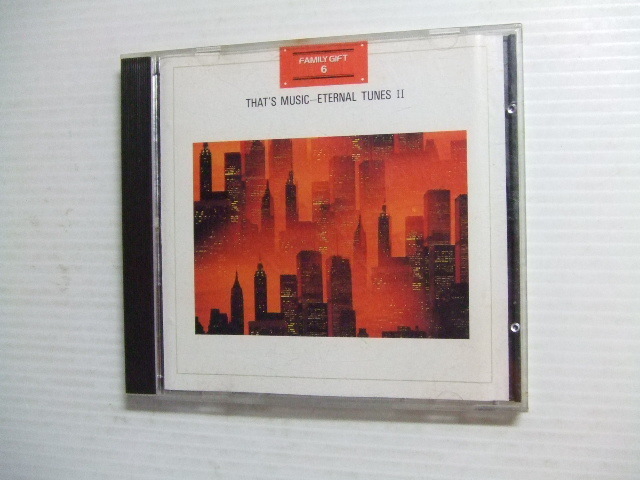 FAMILY GIFT
6
THAT'S MUSIC—ETERNAL TUNES II